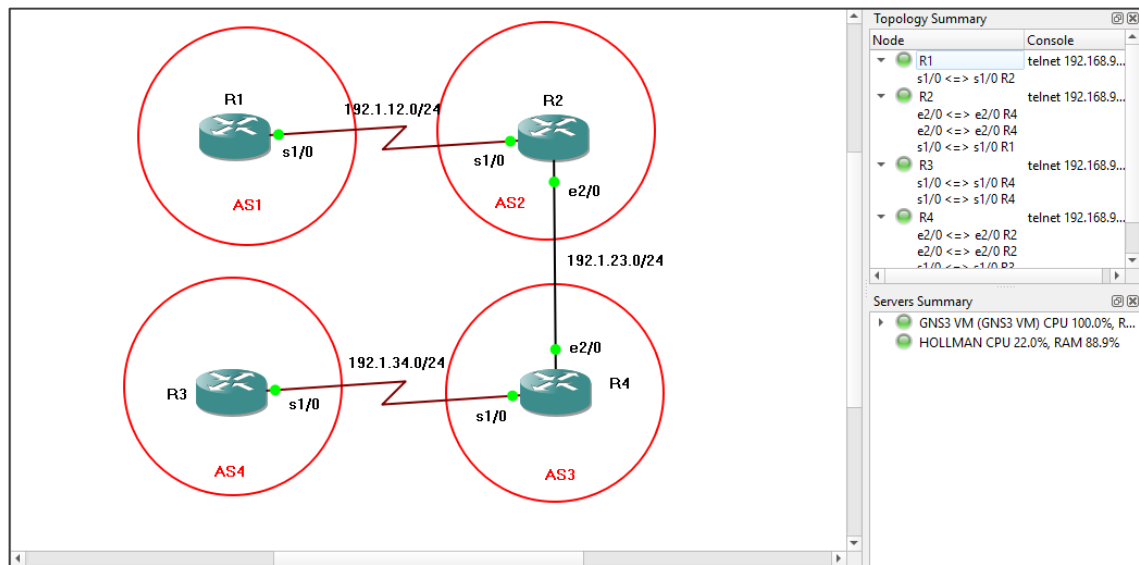 R1
192.1.12.0/24
R2
s1/0
s1/0
AS1
AS2
e2/0
192.1.23.0/24
e2/0
192.1.34.0/24
R3
s1/0
s1/0
R4
AS4
AS3
Topology Summary
Node Console
R1 telnet 192.168.9...
s1/0 <=> s1/0 R2
R2 telnet 192.168.9...
e2/0 <=> e2/0 R4
e2/0 <=> e2/0 R4
s1/0 <=> s1/0 R1
R3 telnet 192.168.9...
s1/0 <=> s1/0 R4
s1/0 <=> s1/0 R4
R4 telnet 192.168.9...
e2/0 <=> e2/0 R2
e2/0 <=> e2/0 R2
s1/0 <=> s1/0 R3
Servers Summary
GNS3 VM (GNS3 VM) CPU 100.0%, R...
HOLLMAN CPU 22.0%, RAM 88.9%